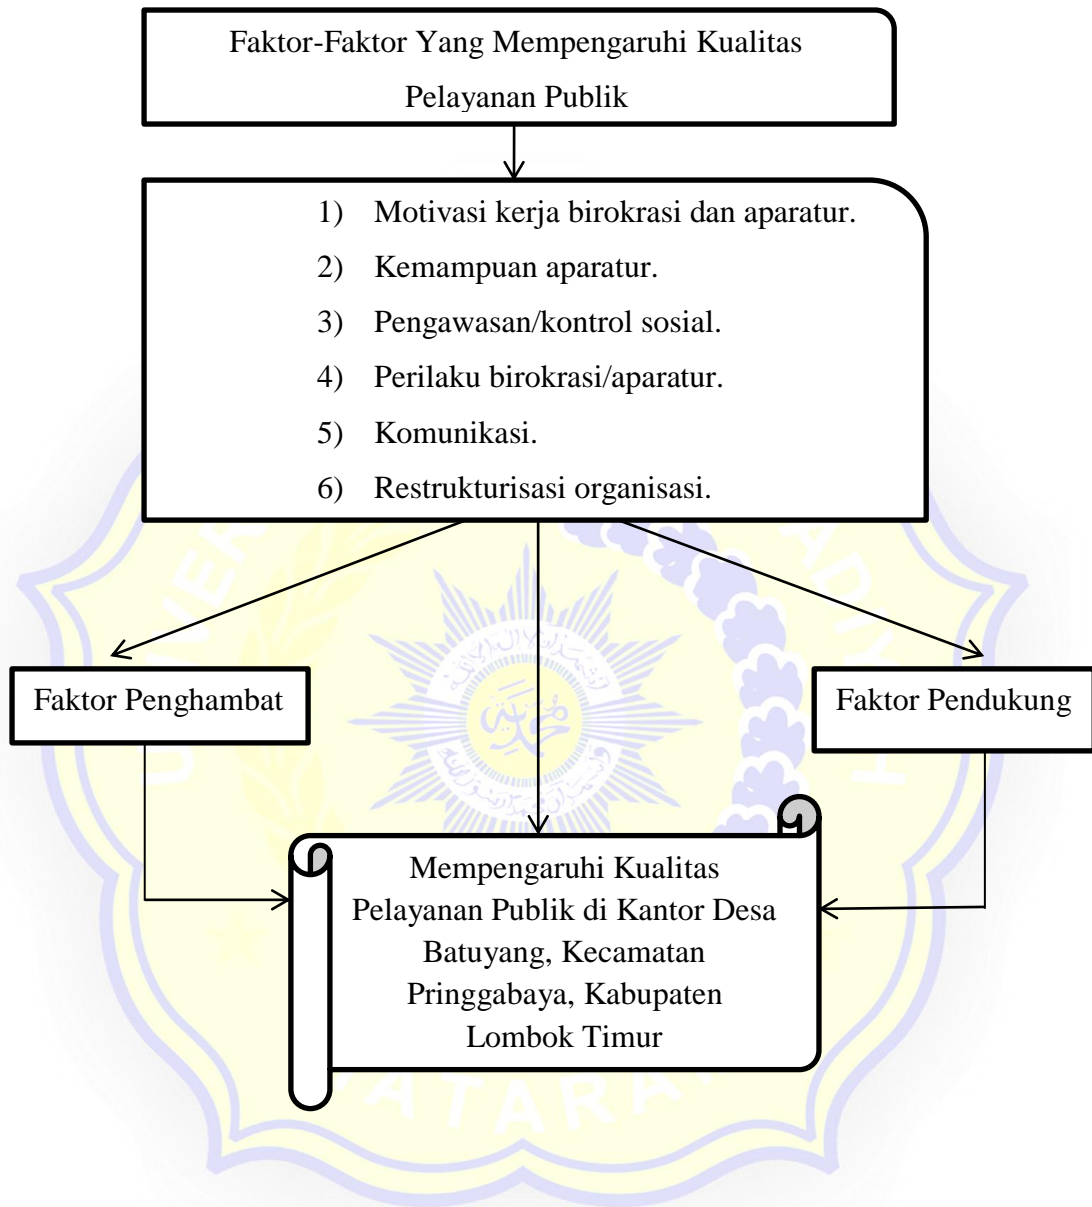 Faktor-Faktor Yang Mempengaruhi Kualitas
Pelayanan Publik
1) Motivasi kerja birokrasi dan aparatur.
2) Kemampuan aparatur.
3) Pengawasan/kontrol sosial.
4) Perilaku birokrasi/aparatur.
5) Komunikasi.
6) Restrukturisasi organisasi.
Faktor Penghambat
Faktor Pendukung
Mempengaruhi Kualitas
Pelayanan Publik di Kantor Desa
Batuyang, Kecamatan
Pringgabaya, Kabupaten
Lombok Timur